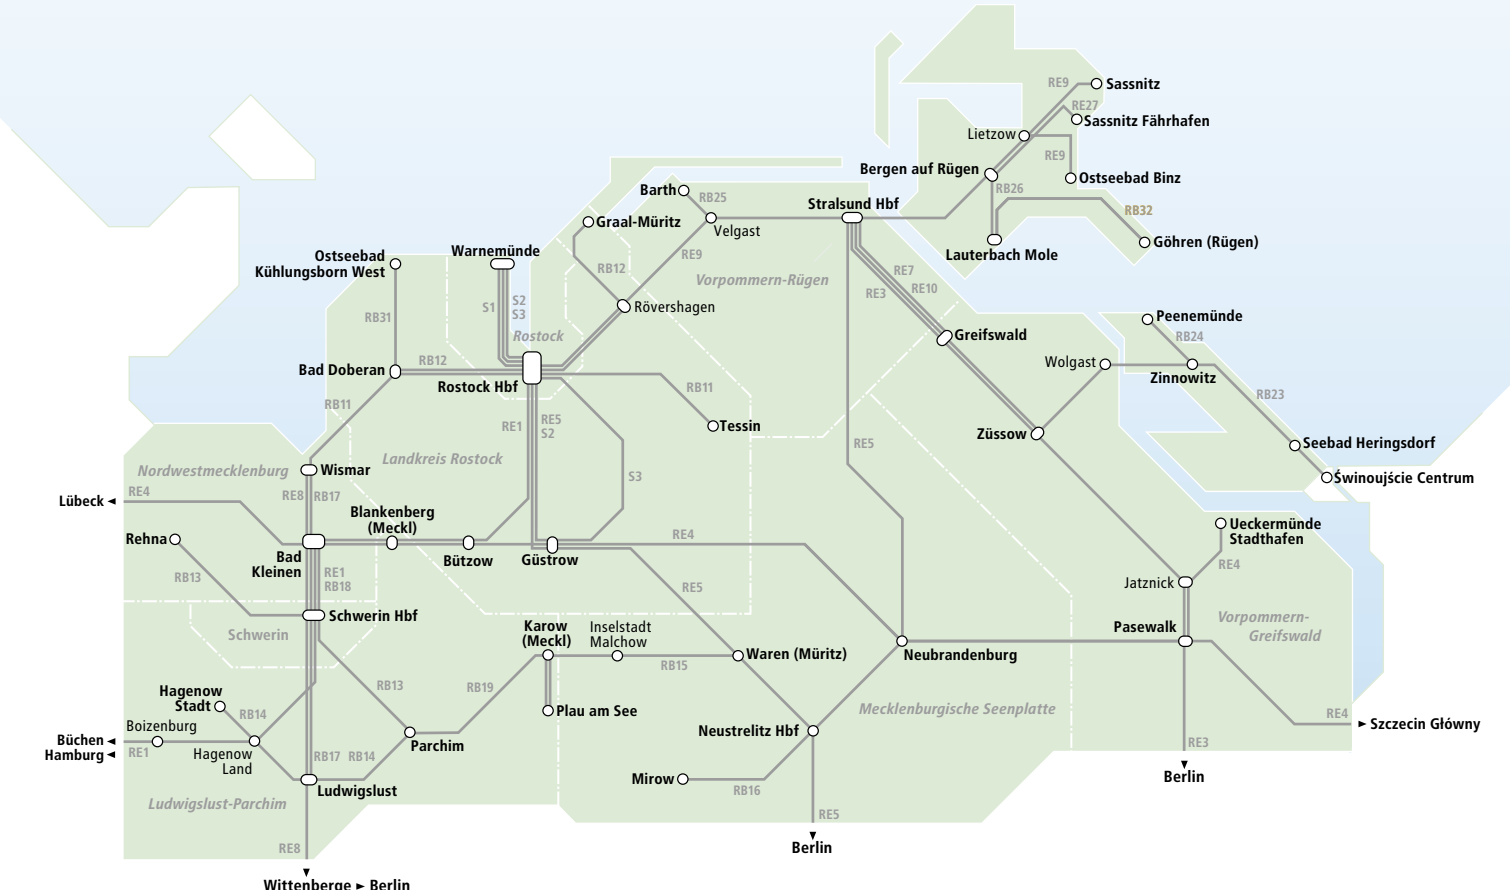 RE9
Sassnitz
RE27
Sassnitz Fährhafen
Lietzow
RE9
Bergen auf Rügen
Ostseebad Binz
RB26
Barth
RB25
Stralsund Hbf
RB32
Graal-Müritz
Velgast
Göhren (Rügen)
Lauterbach Mole
Ostseebad
Kühlungsborn West
Warnemünde
RB12
RE9
Vorpommern-Rügen
RE7
RE10
RE3
S1
S2
S3
Rövershagen
RB31
Rostock
Peenemünde
Greifswald
RB24
RB12
Wolgast
Bad Doberan
Rostock Hbf
RB11
Zinnowitz
RB23
RB11
RE1
RE5
S2
Tessin
Züssow
RE5
Seebad Heringsdorf
Landkreis Rostock
Nordwestmecklenburg
Wismar
S3
Świnoujście Centrum
RE4
RE8
RB17
Lübeck
Blankenberg
(Meckl)
Ueckermünde
Stadthafen
Rehna
RE4
Bad
Kleinen
Bützow
Güstrow
RE4
RB13
RE1
RB18
Jatznick
RE5
Schwerin Hbf
Vorpommern-
Greifswald
Karow
(Meckl)
Inselstadt
Malchow
Pasewalk
Schwerin
Waren (Müritz)
Neubrandenburg
RB15
RB13
RB19
Hagenow
Stadt
RB14
Plau am See
Mecklenburgische Seenplatte
RE4
Szczecin Główny
Boizenburg
Neustrelitz Hbf
Büchen
Hamburg
RE1
Parchim
RE3
Hagenow
Land
RB17
RB14
Berlin
Mirow
RB16
Ludwigslust
Ludwigslust-Parchim
RE5
RE8
Berlin
Wittenberge ► Berlin